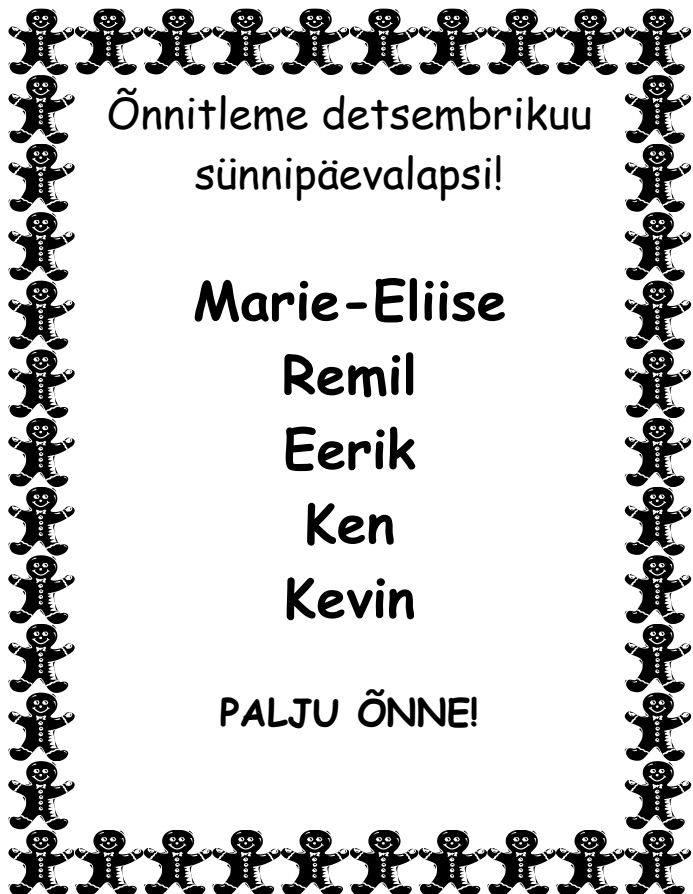 Õnnitleme detsembrikuu
sünnipäevalapsi!
Marie-Eliise
Remil
Eerik
Ken
Kevin
PALJU ÕNNE!